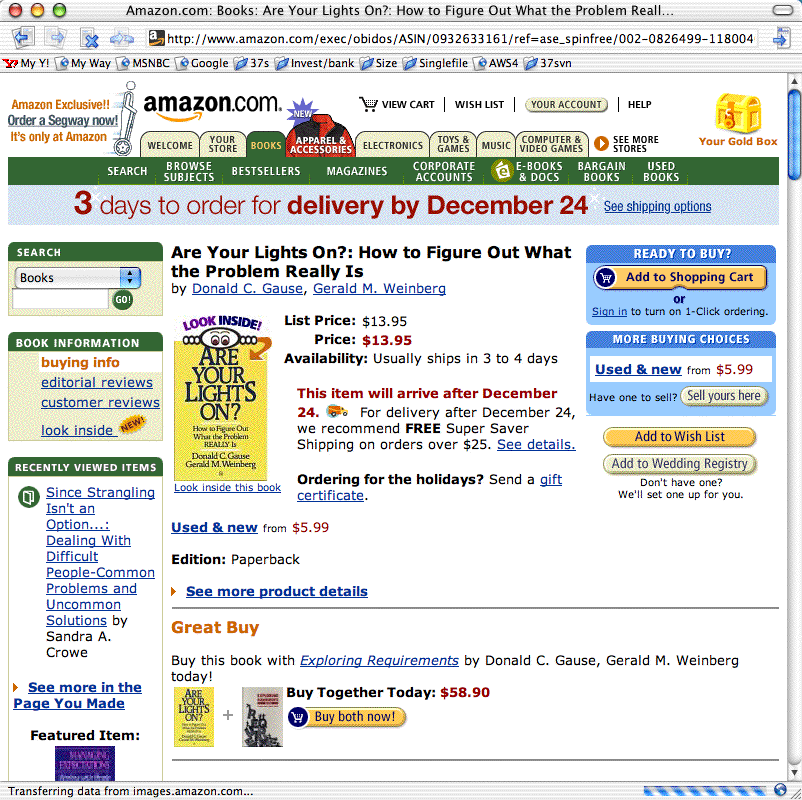 Amazon.com: Books: Are Your Lights On?: How to Figure Out What the Problem Reall...
http://www.amazon.com/exec/obidos/ASIN/0932633161/ref=ase_spinfree/002-0826499-118004
My Y! My Way MSNBC Google 37s Invest/bank Size Singlefile AWS4 37svn
Amazon Exclusive!!
Order a Segway now!
It's only at Amazon
amazon.com.
VIEW CART WISH LIST YOUR ACCOUNT HELP
Your Gold Box
WELCOME YOUR STORE BOOKS NEW APPAREL & ACCESSORIES ELECTRONICS TOYS & GAMES MUSIC COMPUTER & VIDEO GAMES SEE MORE STORES
SEARCH BROWSE SUBJECTS BESTSELLERS MAGAZINES CORPORATE ACCOUNTS E-BOOKS & DOCS BARGAIN BOOKS USED BOOKS
3 days to order for delivery by December 24 See shipping options
SEARCH
Books
GO!
BOOK INFORMATION
buying info
editorial reviews
customer reviews
look inside NEW!
RECENTLY VIEWED ITEMS
Since Strangling
Isn't an
Option...:
Dealing With
Difficult
People-Common
Problems and
Uncommon
Solutions by
Sandra A.
Crowe
See more in the
Page You Made
Featured Item:
MANAGING
EXPECTATIONS
Are Your Lights On?: How to Figure Out What
the Problem Really Is
by Donald C. Gause, Gerald M. Weinberg
LOOK INSIDE!
ARE
YOUR
LIGHTS
ON?
How to Figure Out
What the Problem
REALLY Is
Donald C. Gause
Gerald M. Weinberg
Look inside this book
List Price: $13.95
Price: $13.95
Availability: Usually ships in 3 to 4 days
This item will arrive after December
24. For delivery after December 24,
we recommend FREE Super Saver
Shipping on orders over $25. See details.
Ordering for the holidays? Send a gift
certificate.
Used & new from $5.99
Edition: Paperback
See more product details
Great Buy
Buy this book with Exploring Requirements by Donald C. Gause, Gerald M. Weinberg
today!
ARE
YOUR
LIGHTS
ON?
+
Buy Together Today: $58.90
Buy both now!
READY TO BUY?
Add to Shopping Cart
or
Sign in to turn on 1-Click ordering.
MORE BUYING CHOICES
Used & new from $5.99
Have one to sell? Sell yours here
Add to Wish List
Add to Wedding Registry
Don't have one?
We'll set one up for you.
Transferring data from images.amazon.com...